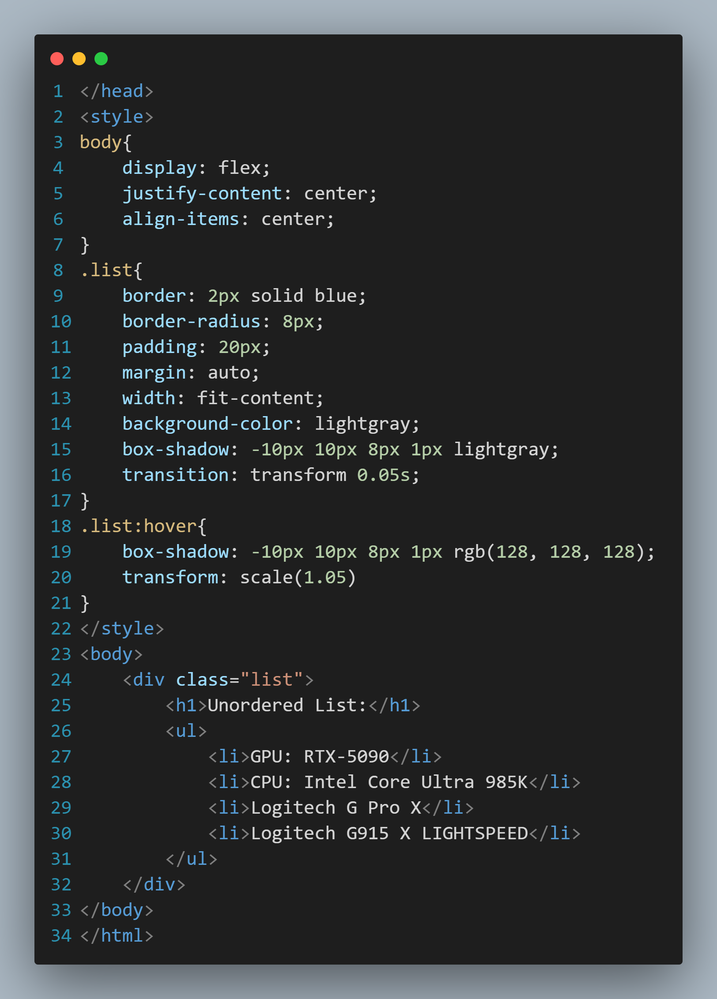 1 </head>
2 <style>
3 body{
4     display: flex;
5     justify-content: center;
6     align-items: center;
7 }
8 .list{
9     border: 2px solid blue;
10     border-radius: 8px;
11     padding: 20px;
12     margin: auto;
13     width: fit-content;
14     background-color: lightgray;
15     box-shadow: -10px 10px 8px 1px lightgray;
16     transition: transform 0.05s;
17 }
18 .list:hover{
19     box-shadow: -10px 10px 8px 1px rgb(128, 128, 128);
20     transform: scale(1.05)
21 }
22 </style>
23 <body>
24     <div class="list">
25         <h1>Unordered List:</h1>
26         <ul>
27             <li>GPU: RTX-5090</li>
28             <li>CPU: Intel Core Ultra 985K</li>
29             <li>Logitech G Pro X</li>
30             <li>Logitech G915 X LIGHTSPEED</li>
31         </ul>
32     </div>
33 </body>
34 </html>